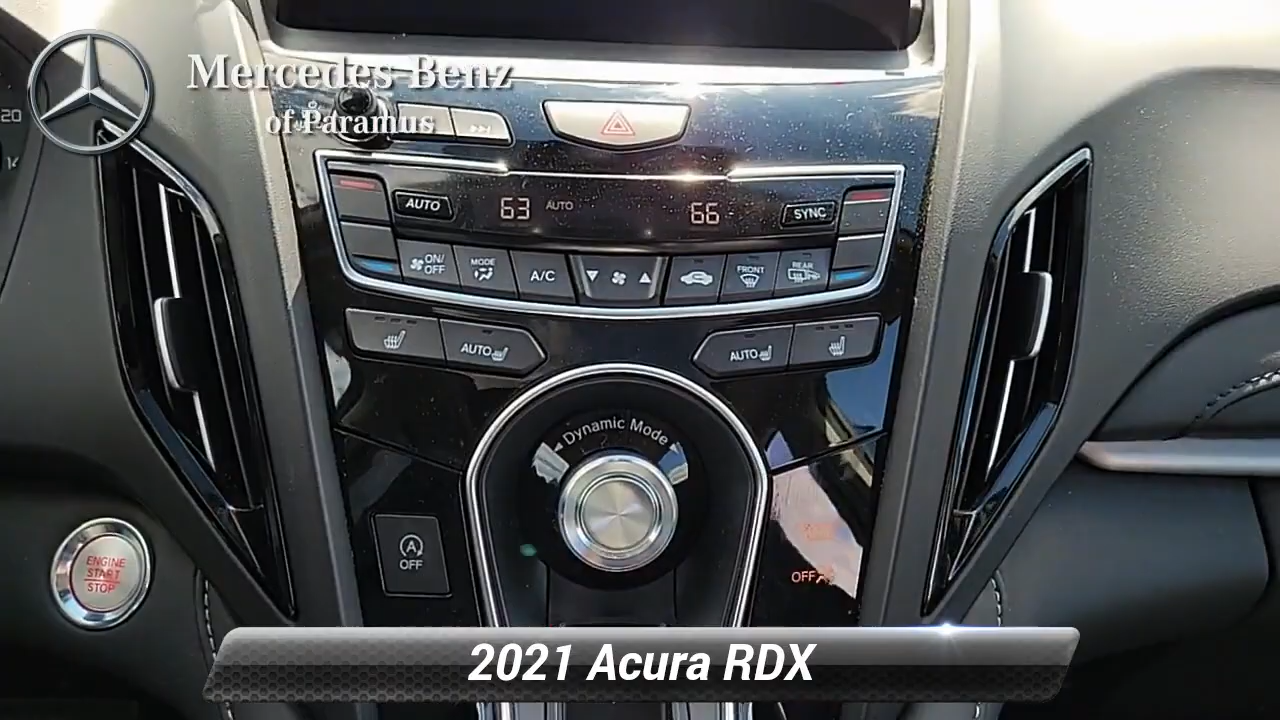 Mercedes-Benz
of Paramus
20
AUTO
63
AUTO
66
SYNC
ON/
OFF
MODE
A/C
FRONT
REAR
AUTO
AUTO
Dynamic Mode
A
OFF
ENGINE
START
STOP
OFF
2021 Acura RDX